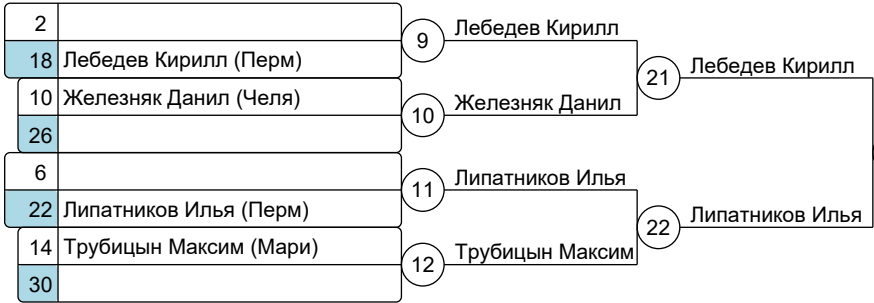 2
9
Лебедев Кирилл
18 Лебедев Кирилл (Перм)
21
Лебедев Кирилл
10 Железняк Данил (Челя)
10
Железняк Данил
26
6
11
Липатников Илья
22 Липатников Илья (Перм)
22
Липатников Илья
14 Трубицын Максим (Мари)
12
Трубицын Максим
30